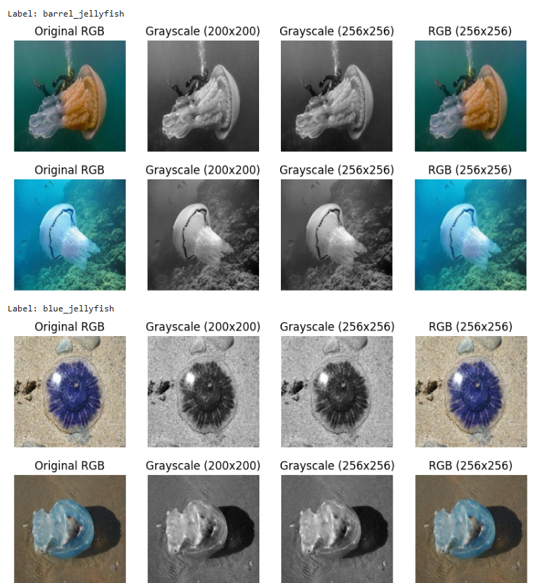 Label: barrel_jellyfish
Original RGB Grayscale (200x200) Grayscale (256x256) RGB (256x256)
Original RGB Grayscale (200x200) Grayscale (256x256) RGB (256x256)
Label: blue_jellyfish
Original RGB Grayscale (200x200) Grayscale (256x256) RGB (256x256)
Original RGB Grayscale (200x200) Grayscale (256x256) RGB (256x256)